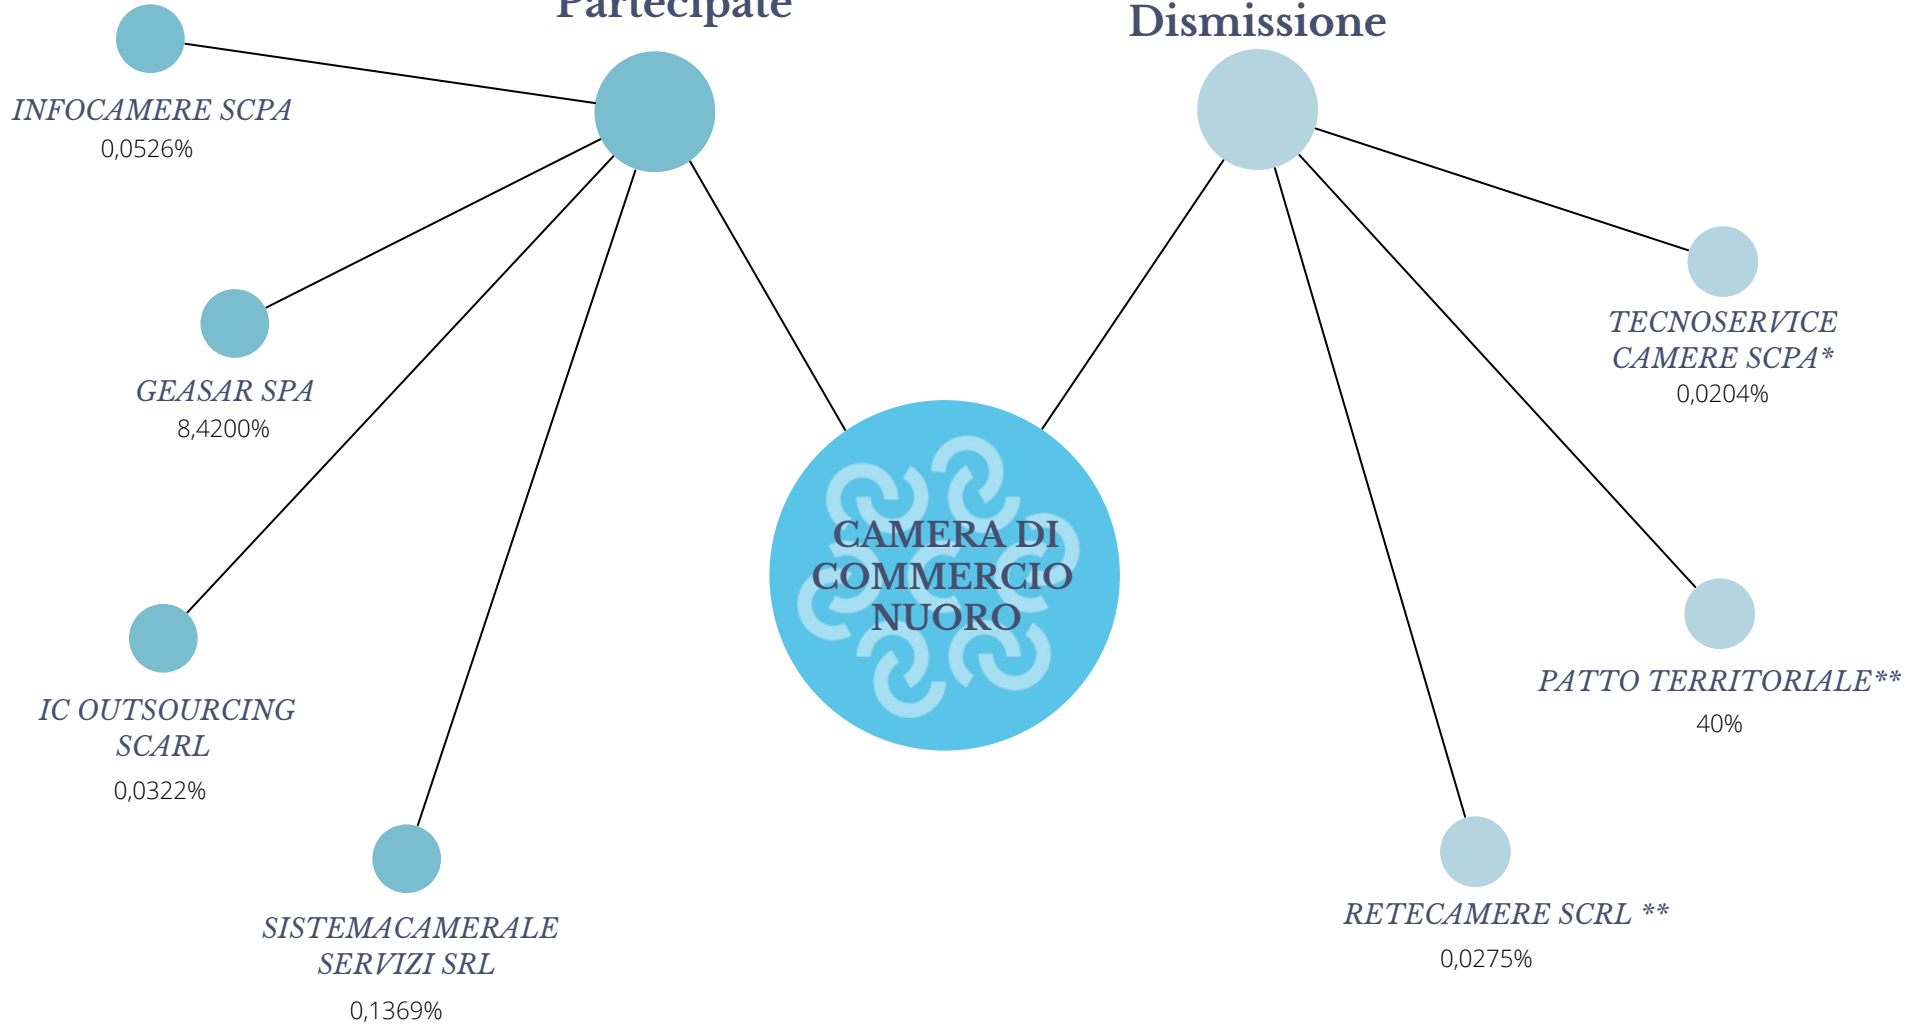 Partecipate
Dismissione
INFOCAMERE SCPA
0,0526%
GEASAR SPA
8,4200%
IC OUTSOURCING
SCARL
0,0322%
SISTEMACAMERALE
SERVIZI SRL
0,1369%
CAMERA DI
COMMERCIO
NUORO
TECNOSERVICE
CAMERE SCPA*
0,0204%
PATTO TERRITORIALE**
40%
RETECAMERE SCRL **
0,0275%